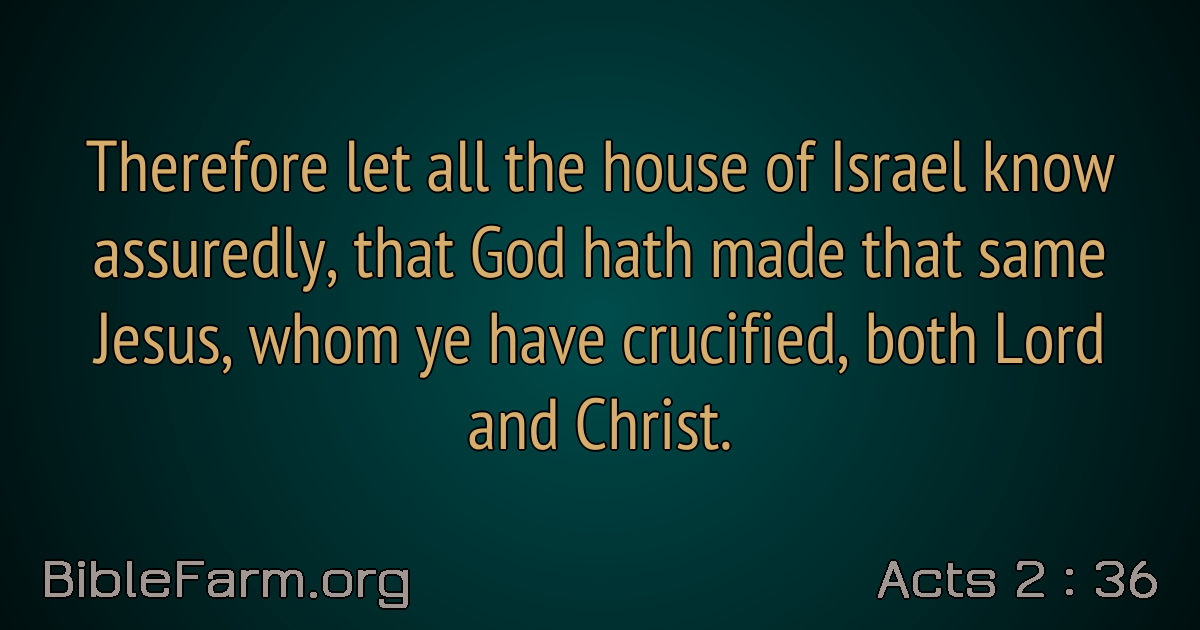 Therefore let all the house of Israel know
assuredly, that God hath made that same
Jesus, whom ye have crucified, both Lord
and Christ.
BibleFarm.org
Acts 2 : 36